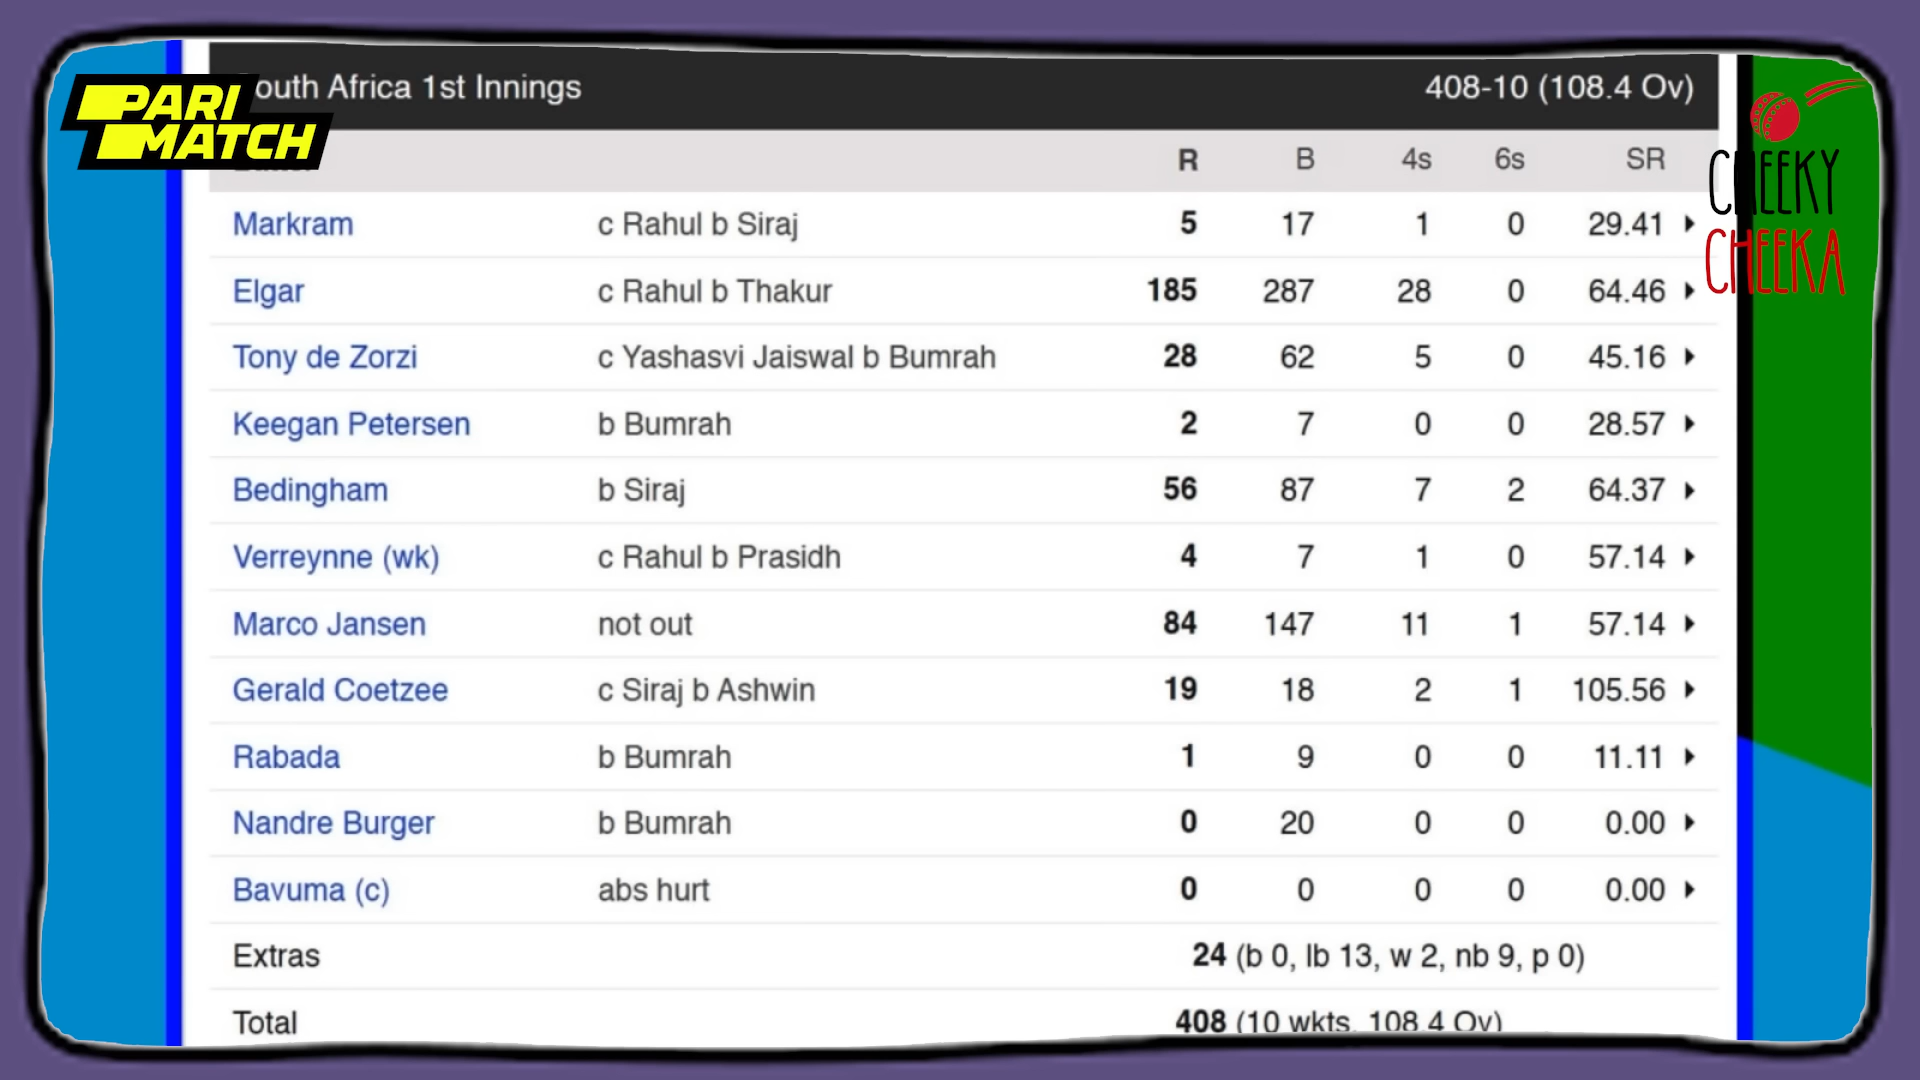 PARI
MATCH
outh Africa 1st Innings 408-10 (108.4 Ov)
R B 4s 6s SR
CHEEKY
CHEEKA
Markram c Rahul b Siraj 5 17 1 0 29.41
Elgar c Rahul b Thakur 185 287 28 0 64.46
Tony de Zorzi c Yashasvi Jaiswal b Bumrah 28 62 5 0 45.16
Keegan Petersen b Bumrah 2 7 0 0 28.57
Bedingham b Siraj 56 87 7 2 64.37
Verreynne (wk) c Rahul b Prasidh 4 7 1 0 57.14
Marco Jansen not out 84 147 11 1 57.14
Gerald Coetzee c Siraj b Ashwin 19 18 2 1 105.56
Rabada b Bumrah 1 9 0 0 11.11
Nandre Burger b Bumrah 0 20 0 0 0.00
Bavuma (c) abs hurt 0 0 0 0 0.00
Extras 24 (b 0, lb 13, w 2, nb 9, p 0)
Total 408 (10 wkts, 108.4 Ov)